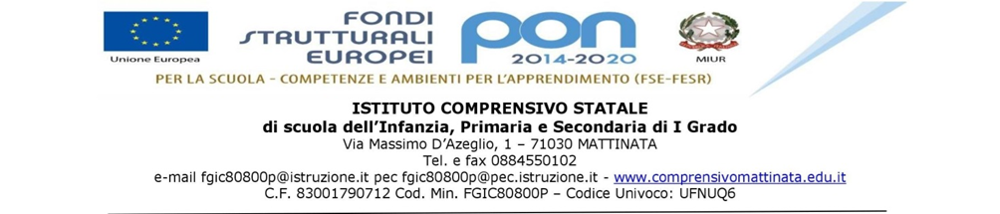 FONDI
STRUTTURALI
EUROPEI
pon
2014-2020
Unione Europea
MIUR
PER LA SCUOLA - COMPETENZE E AMBIENTI PER L'APPRENDIMENTO (FSE-FESR)
ISTITUTO COMPRENSIVO STATALE
di scuola dell'Infanzia, Primaria e Secondaria di I Grado
Via Massimo D'Azeglio, 1 – 71030 MATTINATA
Tel. e fax 0884550102
e-mail fgic80800p@istruzione.it pec fgic80800p@pec.istruzione.it - www.comprensivomattinata.edu.it
C.F. 83001790712 Cod. Min. FGIC80800P – Codice Univoco: UFNUQ6